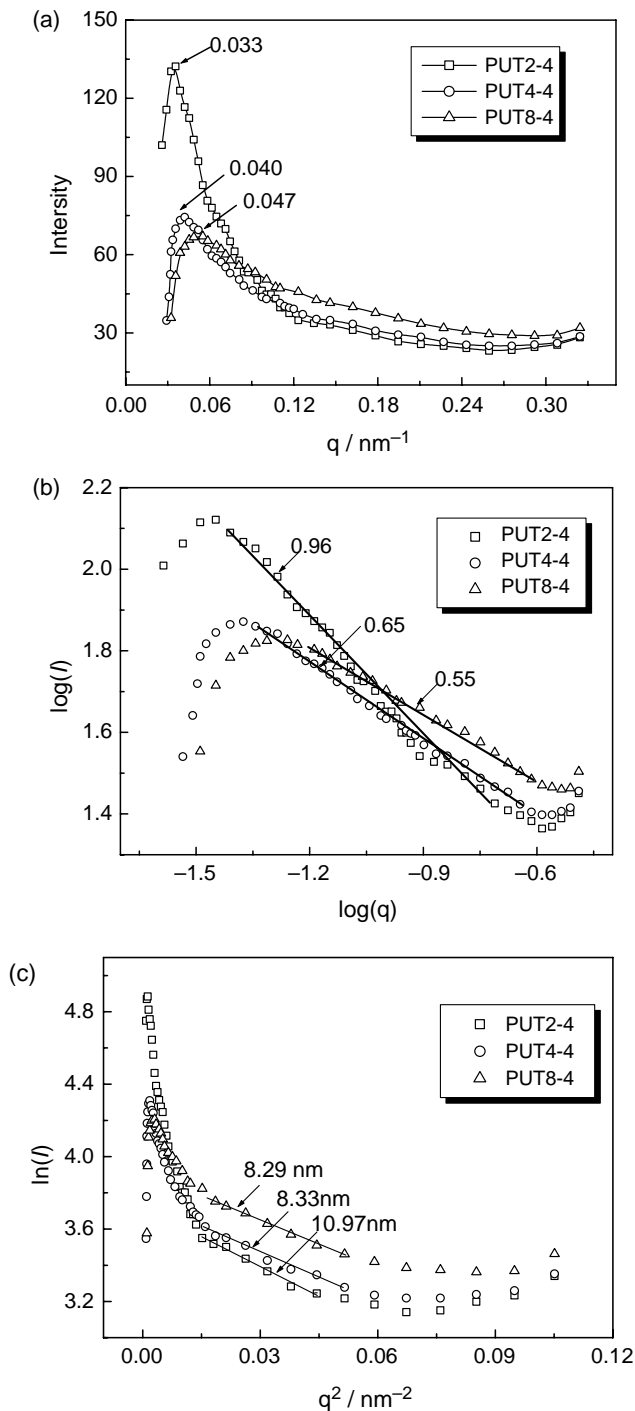 (a)
150
120
90
60
30
0
Intersity
0.033
0.040
0.047
PUT2-4
PUT4-4
PUT8-4
0.00 0.06 0.12 0.18 0.24 0.30
q / nm⁻¹
(b)
2.2
2.0
1.8
1.6
1.4
log(I)
0.96
0.65
0.55
PUT2-4
PUT4-4
PUT8-4
−1.5 −1.2 −0.9 −0.6
log(q)
(c)
4.8
4.4
4.0
3.6
3.2
ln(I)
8.29 nm
8.33nm
10.97nm
PUT2-4
PUT4-4
PUT8-4
0.00 0.03 0.06 0.09 0.12
q² / nm⁻²